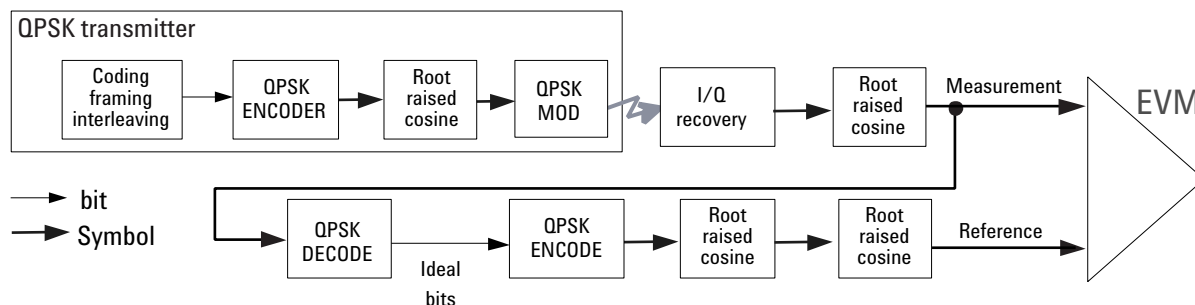 QPSK transmitter
Coding
framing
interleaving
QPSK
ENCODER
Root
raised
cosine
QPSK
MOD
I/Q
recovery
Root
raised
cosine
Measurement
EVM
bit
Symbol
QPSK
DECODE
Ideal
bits
QPSK
ENCODE
Root
raised
cosine
Root
raised
cosine
Reference